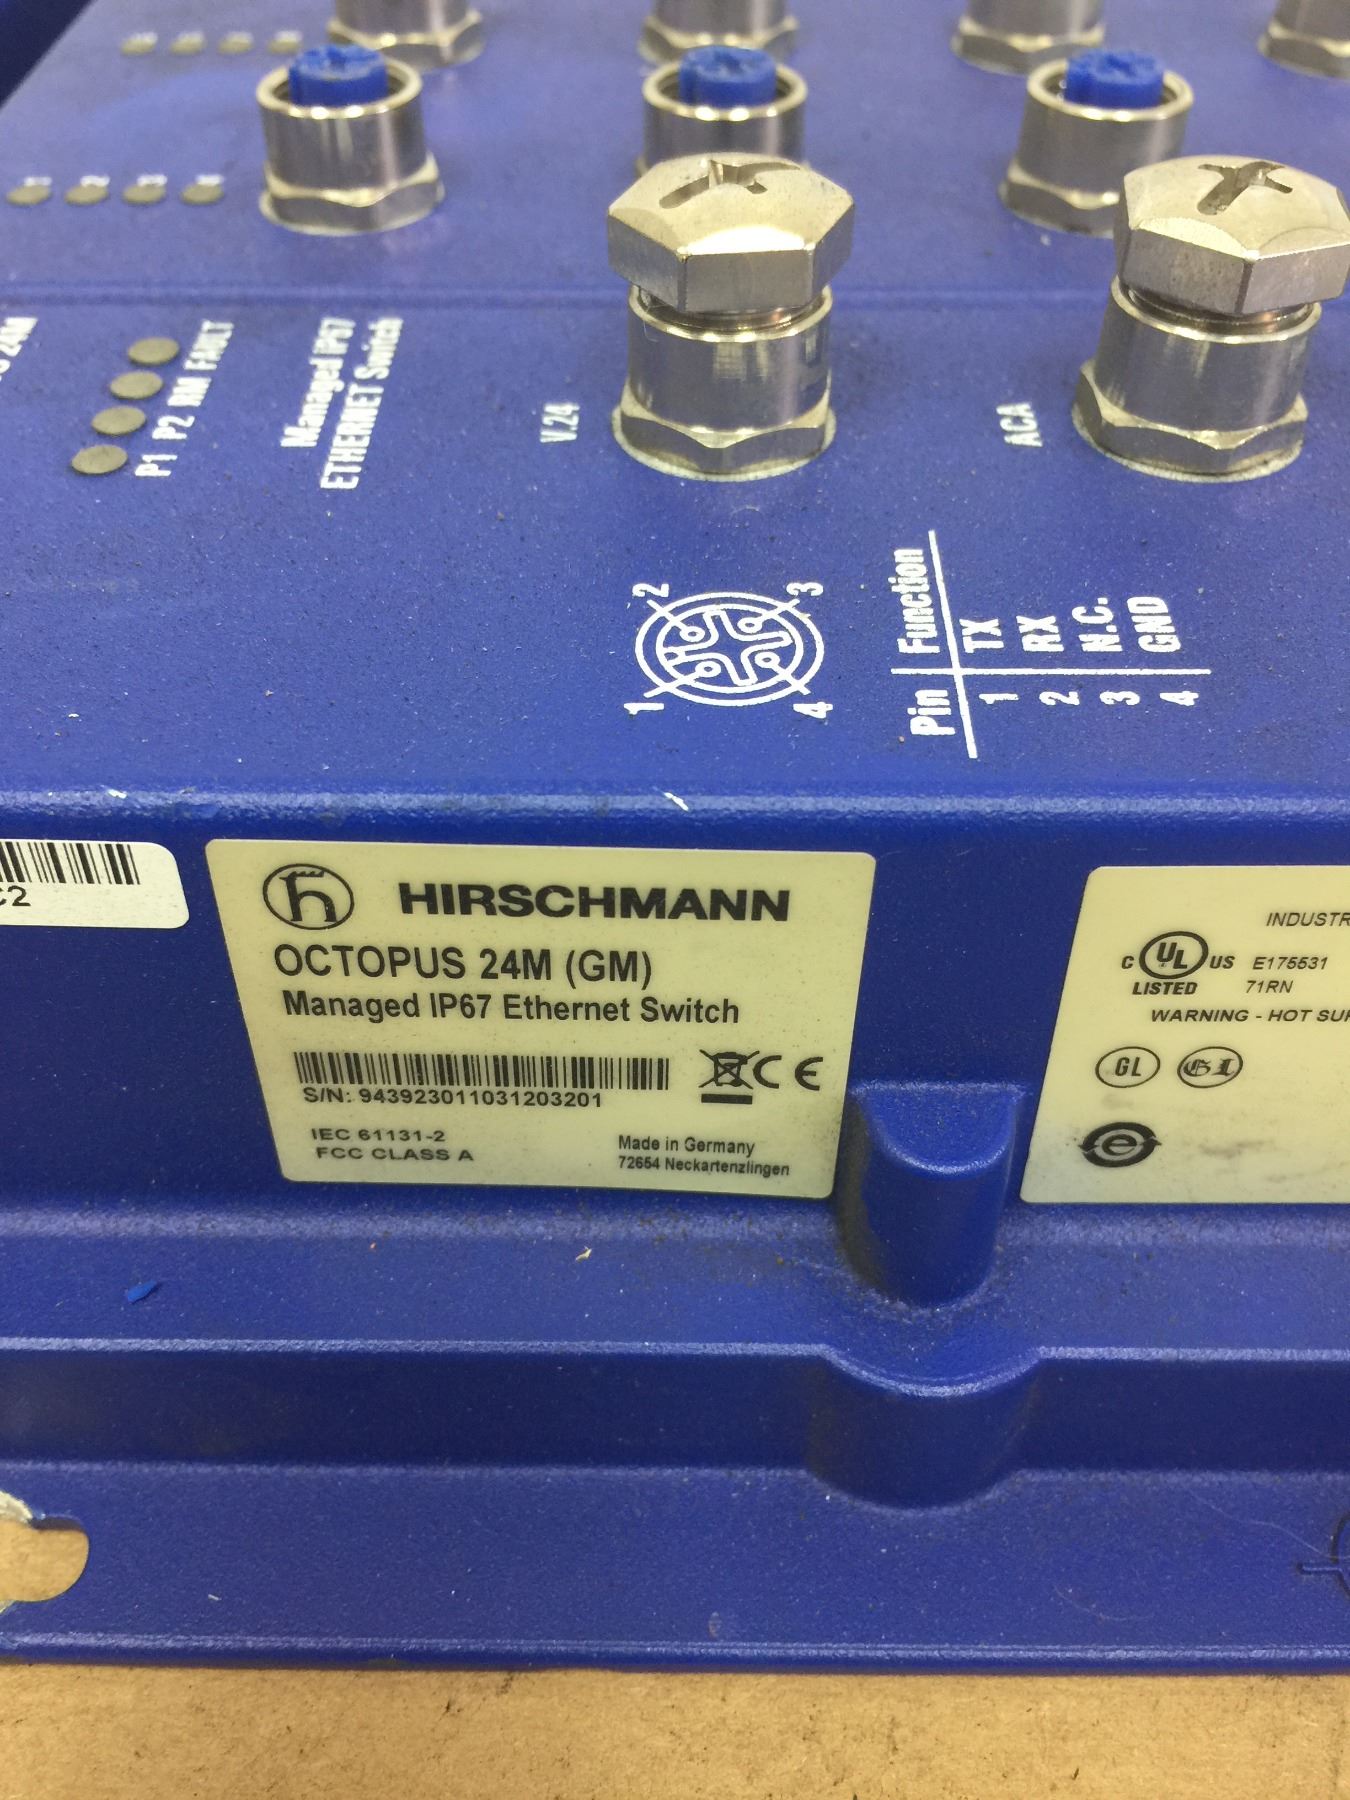 P1 P2 RM FAULT
Managed IP67
ETHERNET Switch
V.24
ACA
1
2
3
4
Pin Function
1 TX
2 RX
3 N.C.
4 GND
HIRSCHMANN
OCTOPUS 24M (GM)
Managed IP67 Ethernet Switch
S/N: 943923011031203201
IEC 61131-2
FCC CLASS A
CE
Made in Germany
72654 Neckartenzlingen
C UL US
LISTED
E175531
71RN
WARNING - HOT
GL
GL
e
24M
C2